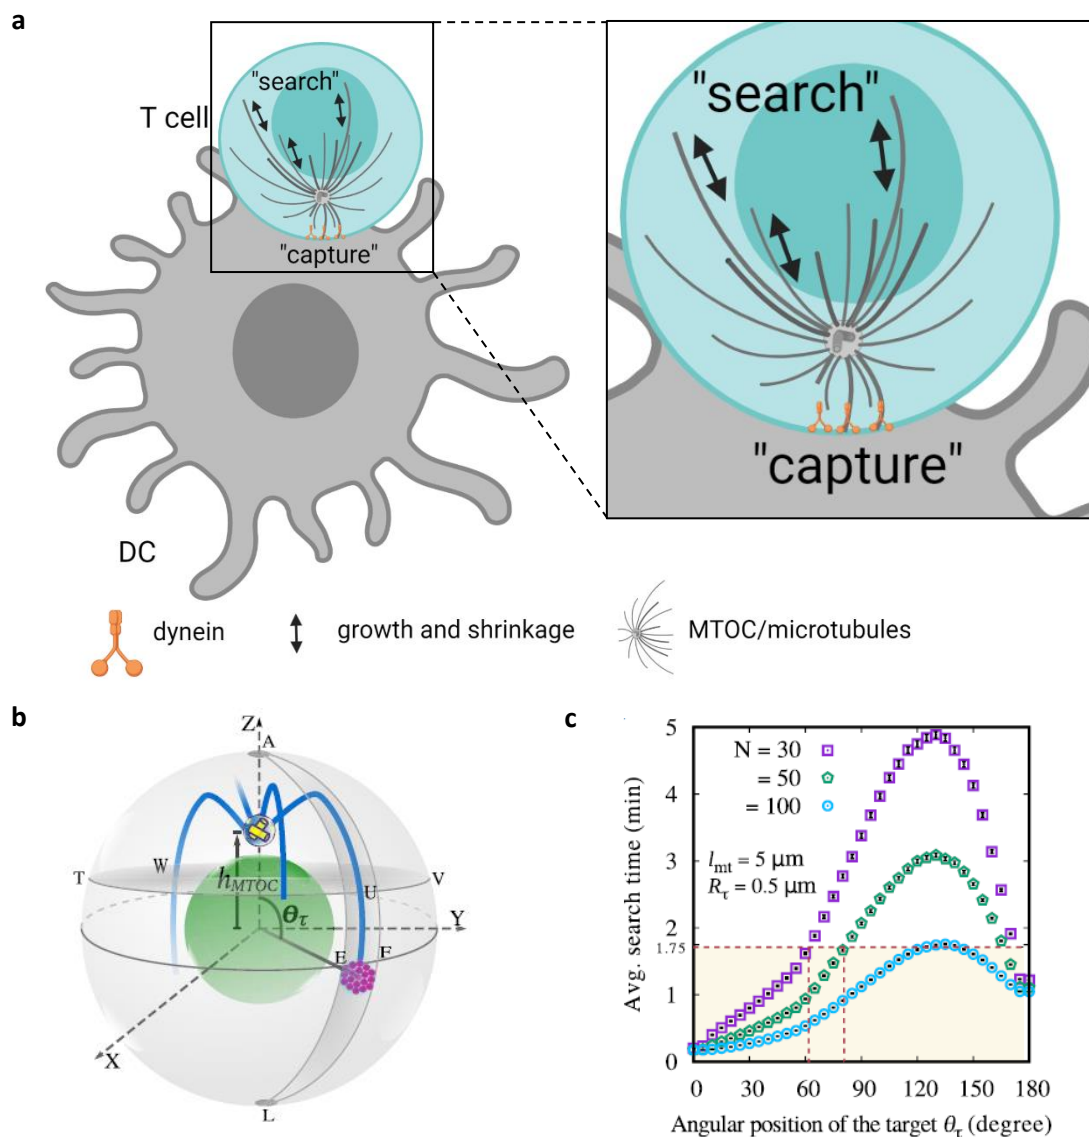 a
"search"
T cell
"capture"
"search"
"capture"
DC
dynein
growth and shrinkage
MTOC/microtubules
b
Z
A
W
T
h_MTOC
U
V
θ_τ
Y
E
F
X
L
c
5
4
3
2
1.75
1
0
N = 30
= 50
= 100
l_mt = 5 μm
R_τ = 0.5 μm
Avg. search time (min)
0 30 60 90 120 150 180
Angular position of the target θ_τ (degree)